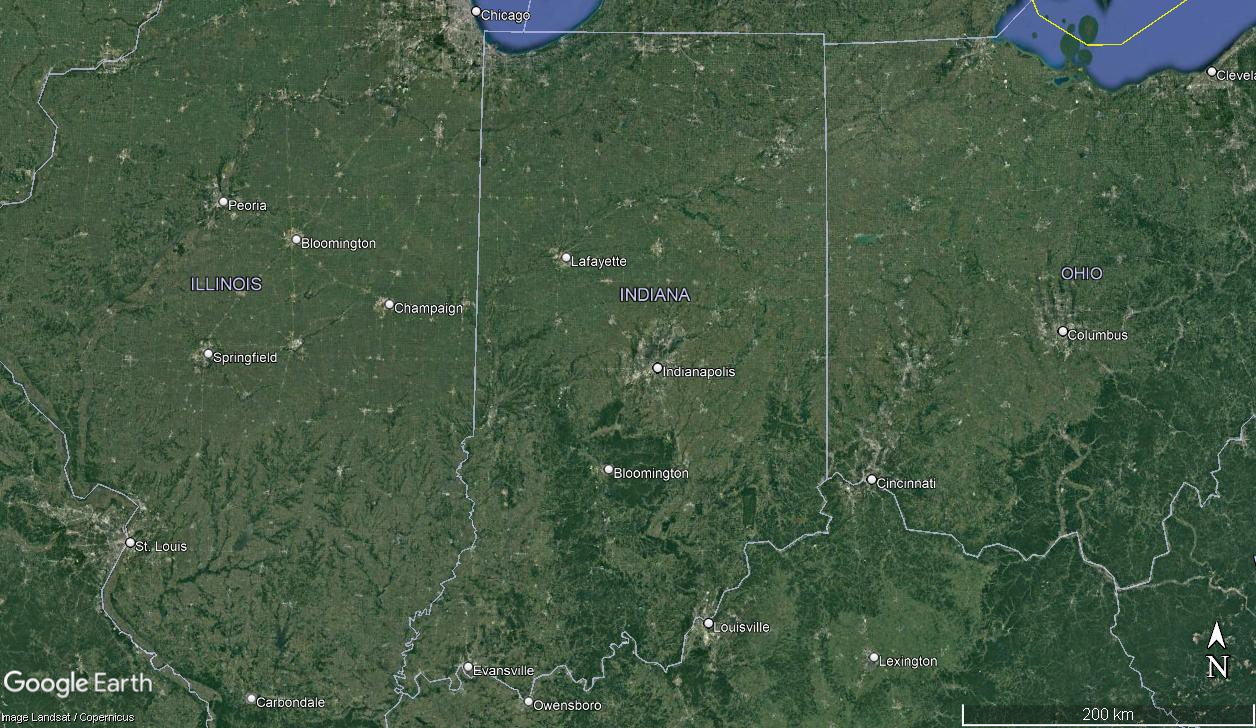 Chicago
Clevela
Peoria
Bloomington
Lafayette
ILLINOIS
INDIANA
OHIO
Champaign
Columbus
Springfield
Indianapolis
Bloomington
Cincinnati
St. Louis
Louisville
N
Lexington
Evansville
Google Earth
Carbondale
Owensboro
200 km
Image Landsat / Copernicus